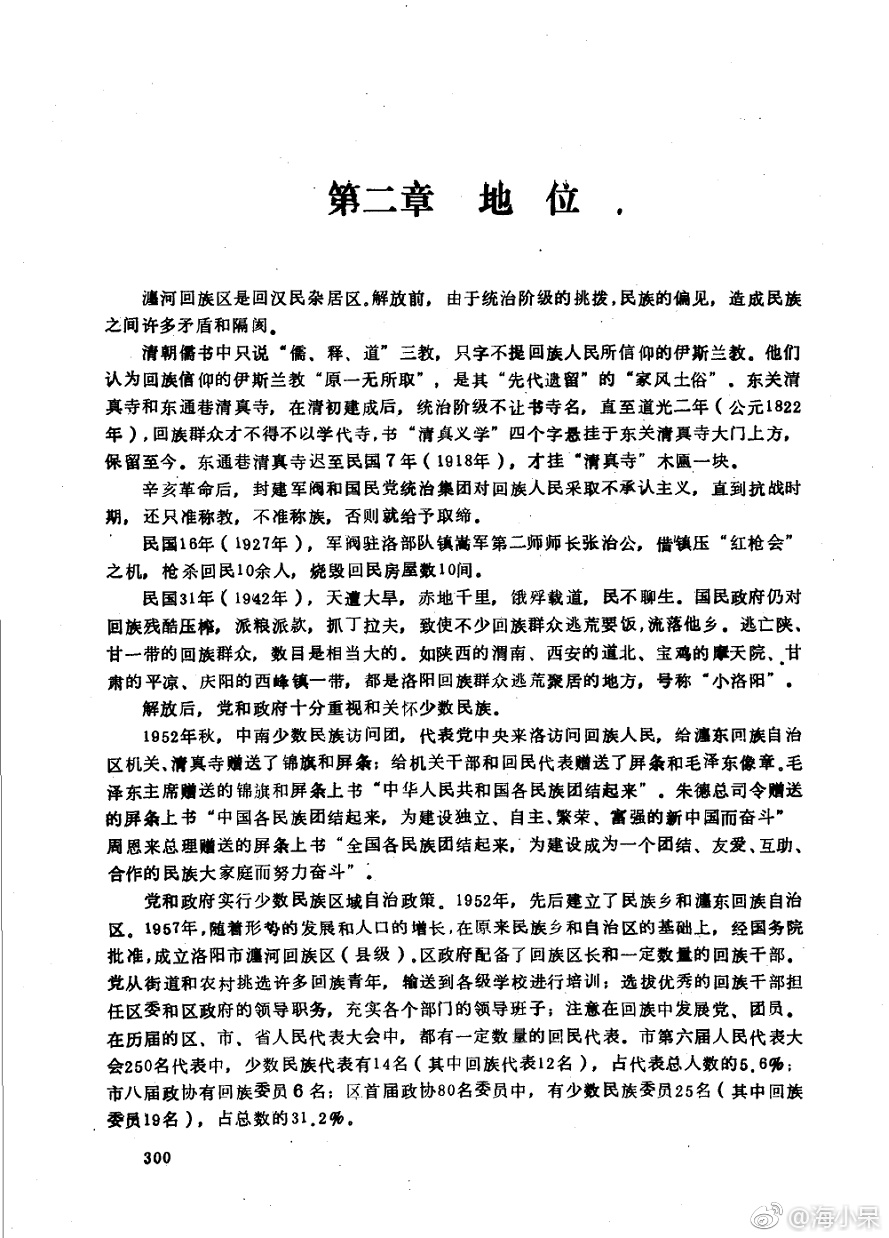 第二章 地位
瀍河回族区是回汉民杂居区。解放前，由于统治阶级的挑拨，民族的偏见，造成民族
之间许多矛盾和隔阂。
清朝儒书中只说“儒、释、道”三教，只字不提回族人民所信仰的伊斯兰教。他们
认为回族信仰的伊斯兰教“原一无所取”，是其“先代遗留”的“家风土俗”。东关清
真寺和东通巷清真寺，在清初建成后，统治阶级不让书寺名，直至道光二年（公元1822
年），回族群众才不得不以学代寺，书“清真义学”四个字悬挂于东关清真寺大门上方，
保留至今。东通巷清真寺迟至民国7年（1918年），才挂“清真寺”木匾一块。
辛亥革命后，封建军阀和国民党统治集团对回族人民采取不承认主义，直到抗战时
期，还只准称教，不准称族，否则就给予取缔。
民国16年（1927年），军阀驻洛部队镇嵩军第二师师长张治公，借镇压“红枪会”
之机，枪杀回民10余人，烧毁回民房屋数10间。
民国31年（1942年），天遭大旱，赤地千里，饿殍载道，民不聊生。国民政府仍对
回族残酷压榨，派粮派款，抓丁拉夫，致使不少回族群众逃荒要饭，流落他乡。逃亡陕、
甘一带的回族群众，数目是相当大的。如陕西的渭南、西安的道北、宝鸡的摩天院、甘
肃的平凉、庆阳的西峰镇一带，都是洛阳回族群众逃荒聚居的地方，号称“小洛阳”。
解放后，党和政府十分重视和关怀少数民族。
1952年秋，中南少数民族访问团，代表党中央来洛访问回族人民，给瀍东回族自治
区机关、清真寺赠送了锦旗和屏条；给机关干部和回民代表赠送了屏条和毛泽东像章。毛
泽东主席赠送的锦旗和屏条上书“中华人民共和国各民族团结起来”。朱德总司令赠送
的屏条上书“中国各民族团结起来，为建设独立、自主、繁荣、富强的新中国而奋斗”
周恩来总理赠送的屏条上书“全国各民族团结起来，为建设成为一个团结、友爱、互助、
合作的民族大家庭而努力奋斗”。
党和政府实行少数民族区域自治政策。1952年，先后建立了民族乡和瀍东回族自治
区。1957年，随着形势的发展和人口的增长，在原来民族乡和自治区的基础上，经国务院
批准，成立洛阳市瀍河回族区（县级）。区政府配备了回族区长和一定数量的回族干部。
党从街道和农村挑选许多回族青年，输送到各级学校进行培训；选拔优秀的回族干部担
任区委和区政府的领导职务，充实各个部门的领导班子；注意在回族中发展党、团员。
在历届的区、市、省人民代表大会中，都有一定数量的回民代表。市第六届人民代表大
会250名代表中，少数民族代表有14名（其中回族代表12名），占代表总人数的5.6%；
市八届政协有回族委员6名；区首届政协80名委员中，有少数民族委员25名（其中回族
委员19名），占总数的31.2%。
300
@海小呆